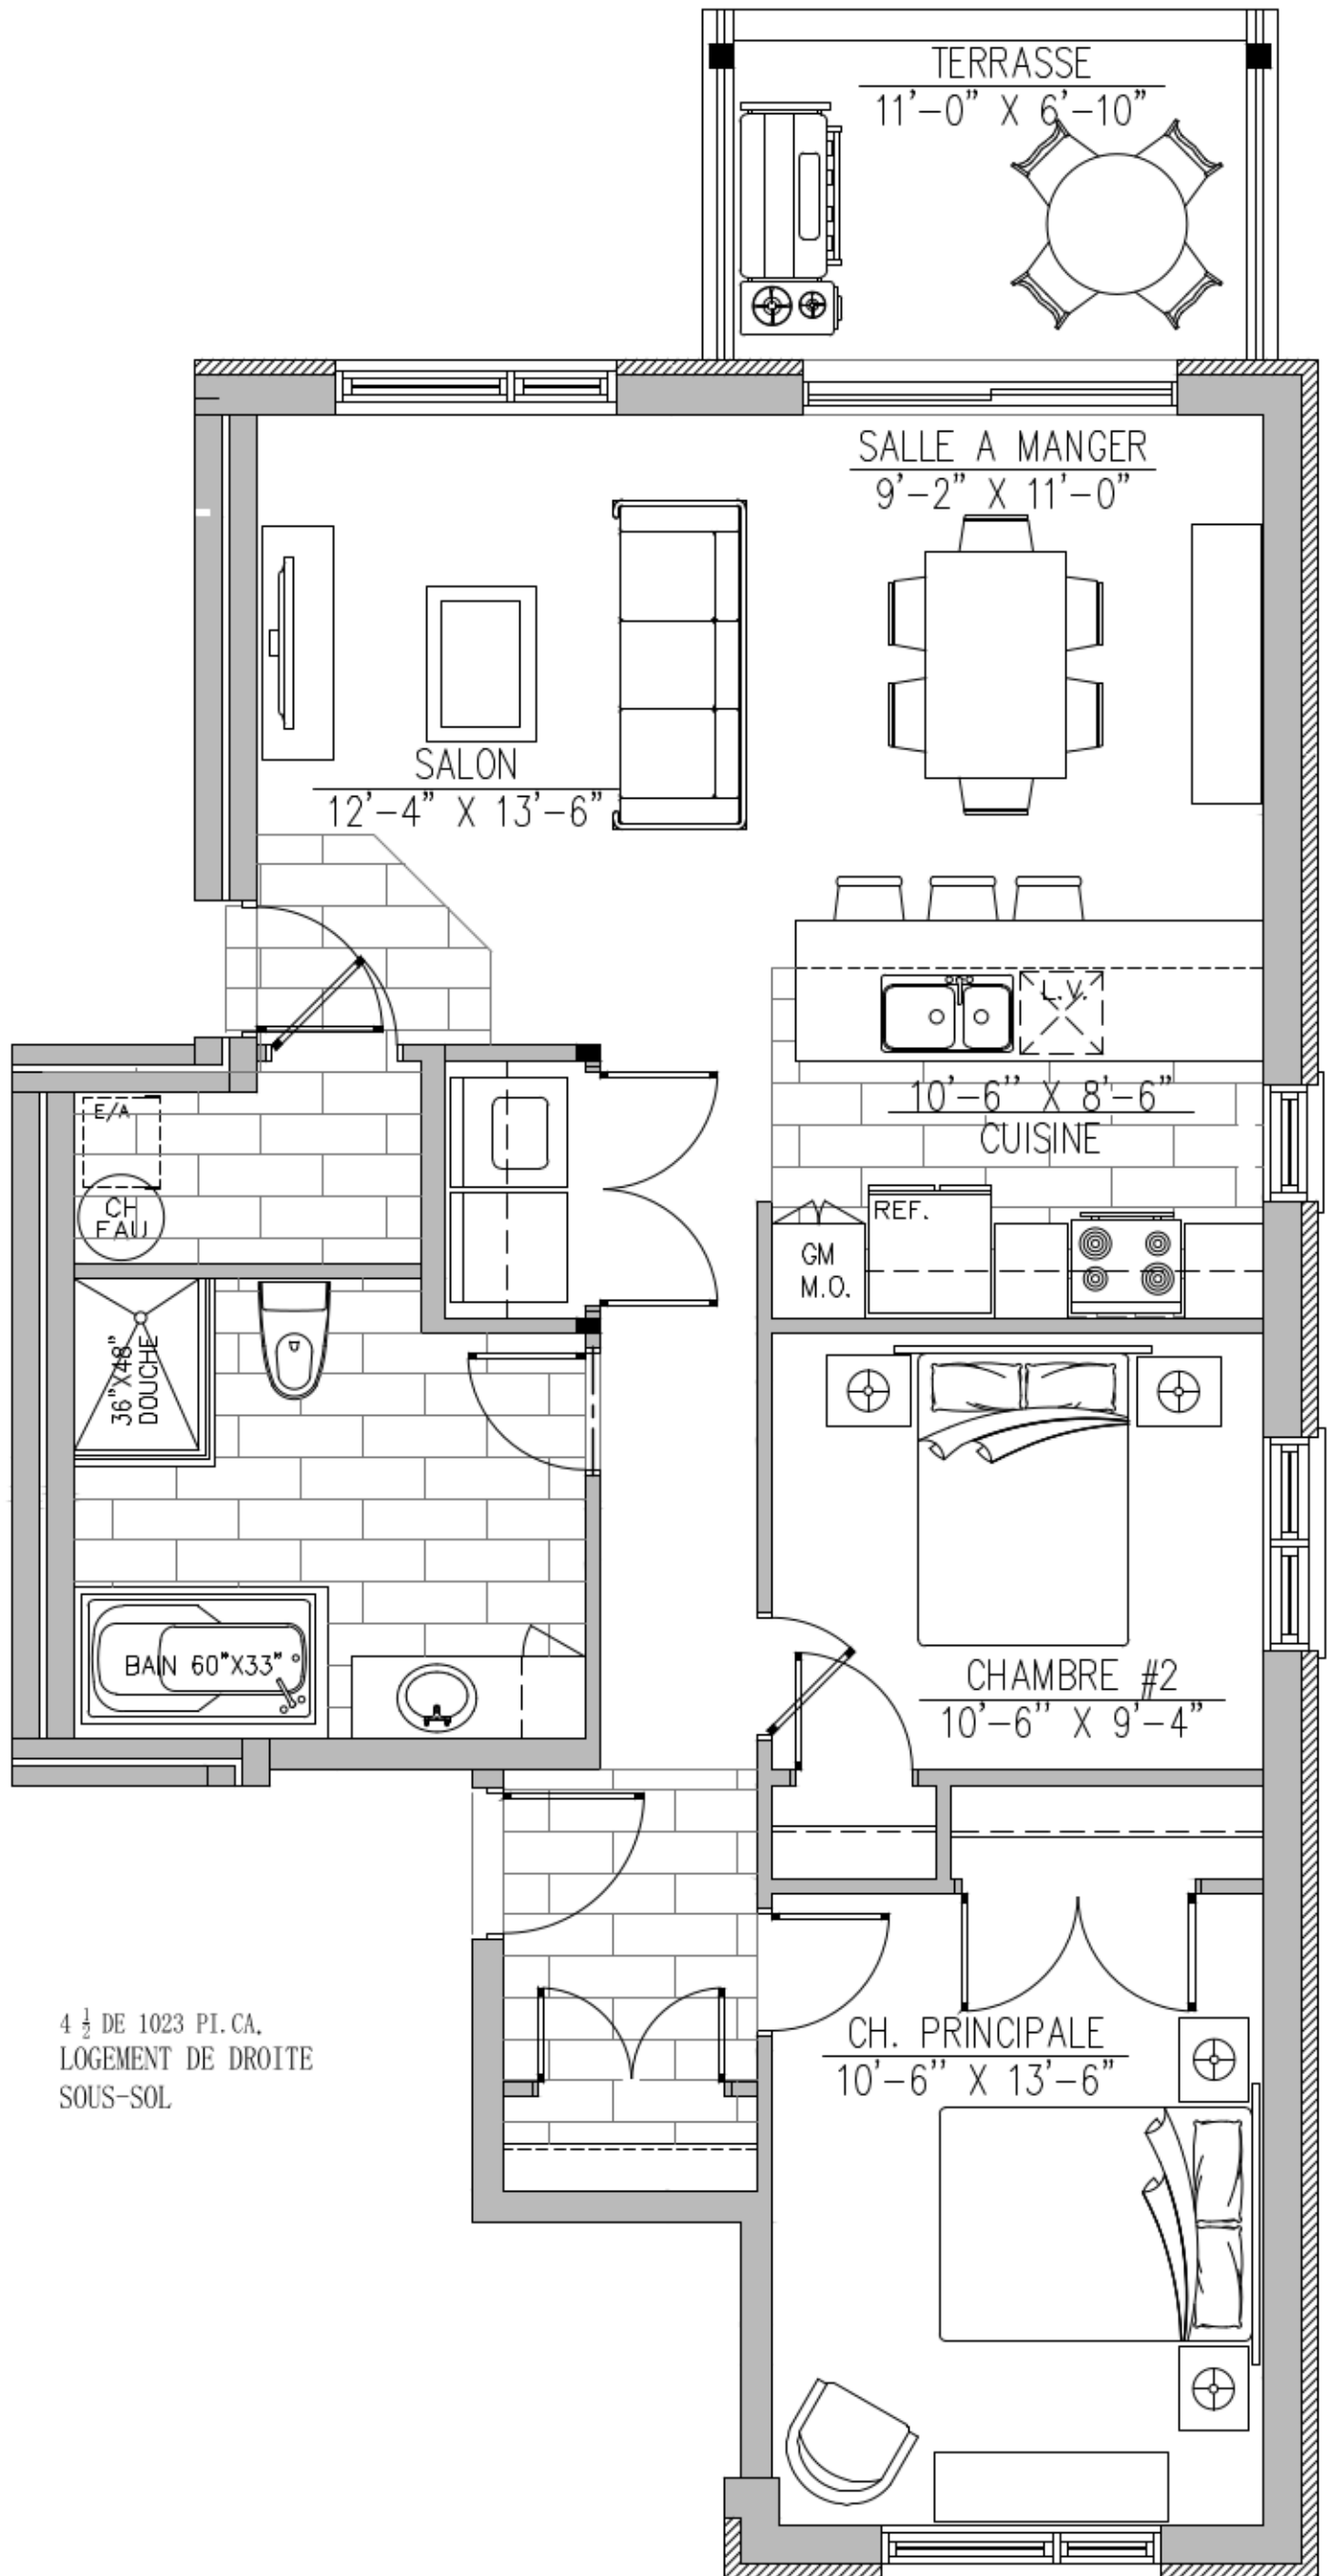 TERRASSE
11'-0" X 6'-10"
SALLE A MANGER
9'-2" X 11'-0"
SALON
12'-4" X 13'-6"
L.V.
10'-6'' X 8'-6"
CUISINE
E/A
CH
EAU
REF.
GM
M.O.
36"X48"
DOUCHE
BAIN 60"X33"
CHAMBRE #2
10'-6'' X 9'-4"
CH. PRINCIPALE
10'-6'' X 13'-6"
4 ½ DE 1023 PI.CA.
LOGEMENT DE DROITE
SOUS-SOL